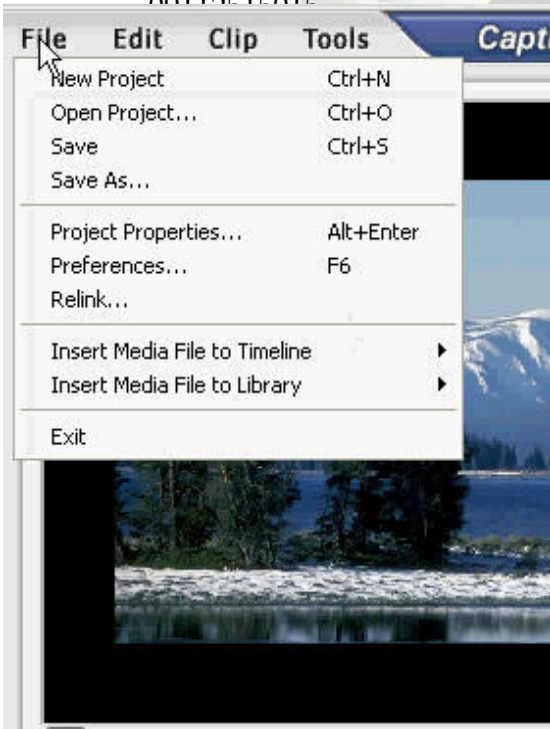 File Edit Clip Tools Capt
New Project Ctrl+N
Open Project... Ctrl+O
Save Ctrl+S
Save As...
Project Properties... Alt+Enter
Preferences... F6
Relink...
Insert Media File to Timeline
Insert Media File to Library
Exit